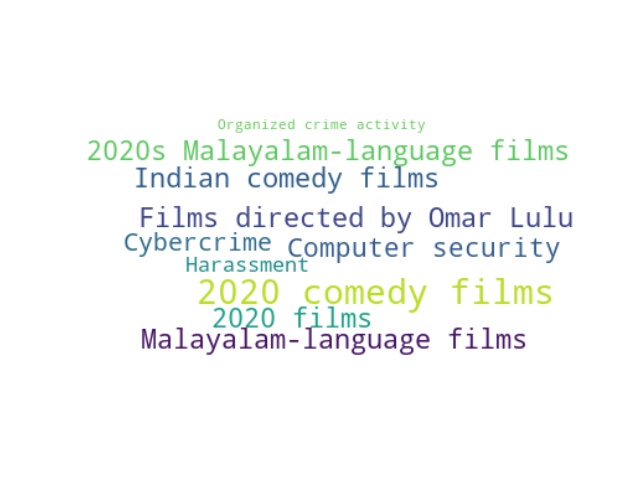 Organized crime activity
2020s Malayalam-language films
Indian comedy films
Films directed by Omar Lulu
Cybercrime
Computer security
Harassment
2020 comedy films
2020 films
Malayalam-language films